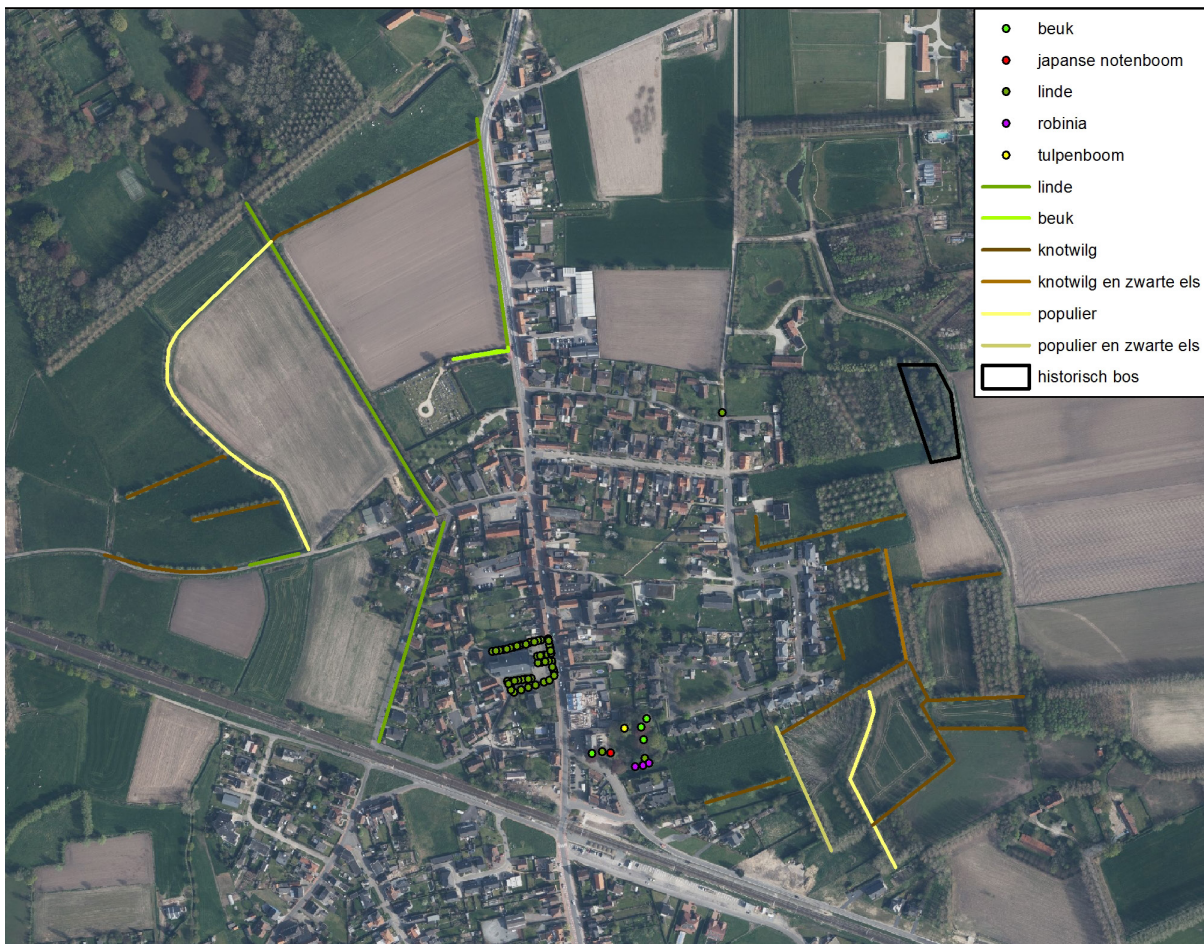 beuk
japanse notenboom
linde
robinia
tulpenboom
linde
beuk
knotwilg
knotwilg en zwarte els
populier
populier en zwarte els
historisch bos